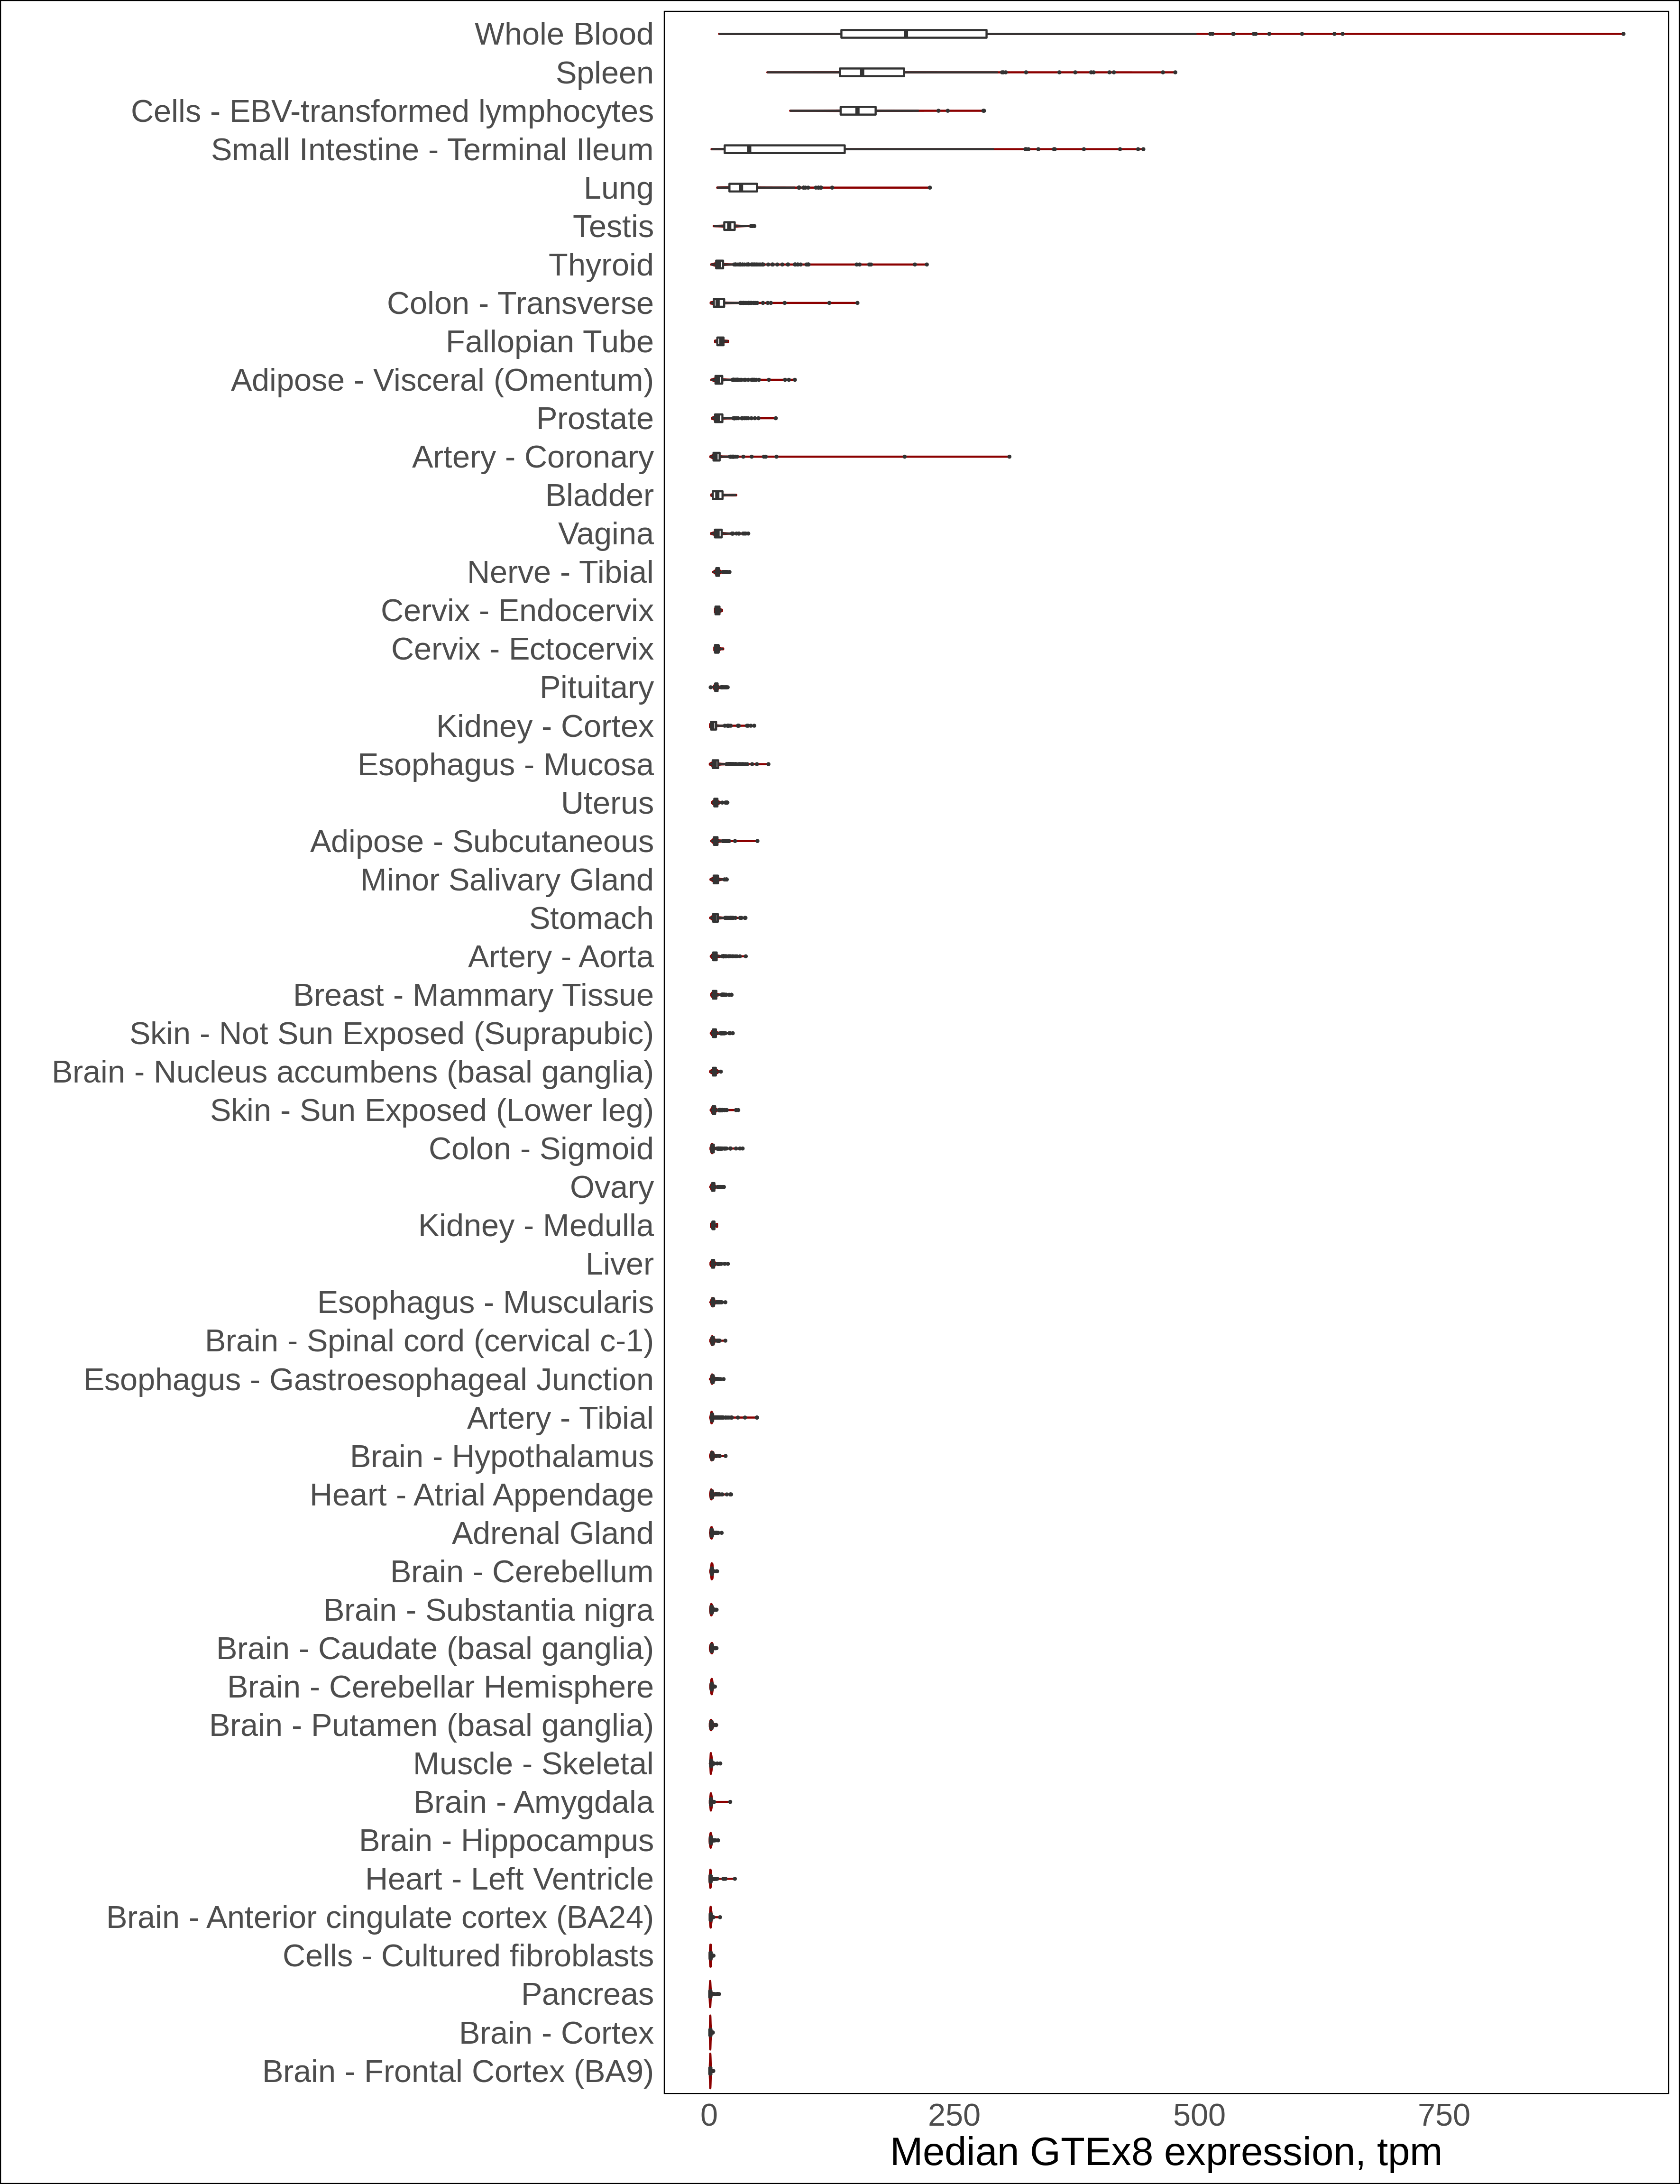 Whole Blood
Spleen
Cells - EBV-transformed lymphocytes
Small Intestine - Terminal Ileum
Lung
Testis
Thyroid
Colon - Transverse
Fallopian Tube
Adipose - Visceral (Omentum)
Prostate
Artery - Coronary
Bladder
Vagina
Nerve - Tibial
Cervix - Endocervix
Cervix - Ectocervix
Pituitary
Kidney - Cortex
Esophagus - Mucosa
Uterus
Adipose - Subcutaneous
Minor Salivary Gland
Stomach
Artery - Aorta
Breast - Mammary Tissue
Skin - Not Sun Exposed (Suprapubic)
Brain - Nucleus accumbens (basal ganglia)
Skin - Sun Exposed (Lower leg)
Colon - Sigmoid
Ovary
Kidney - Medulla
Liver
Esophagus - Muscularis
Brain - Spinal cord (cervical c-1)
Esophagus - Gastroesophageal Junction
Artery - Tibial
Brain - Hypothalamus
Heart - Atrial Appendage
Adrenal Gland
Brain - Cerebellum
Brain - Substantia nigra
Brain - Caudate (basal ganglia)
Brain - Cerebellar Hemisphere
Brain - Putamen (basal ganglia)
Muscle - Skeletal
Brain - Amygdala
Brain - Hippocampus
Heart - Left Ventricle
Brain - Anterior cingulate cortex (BA24)
Cells - Cultured fibroblasts
Pancreas
Brain - Cortex
Brain - Frontal Cortex (BA9)
0 250 500 750
Median GTEx8 expression, tpm